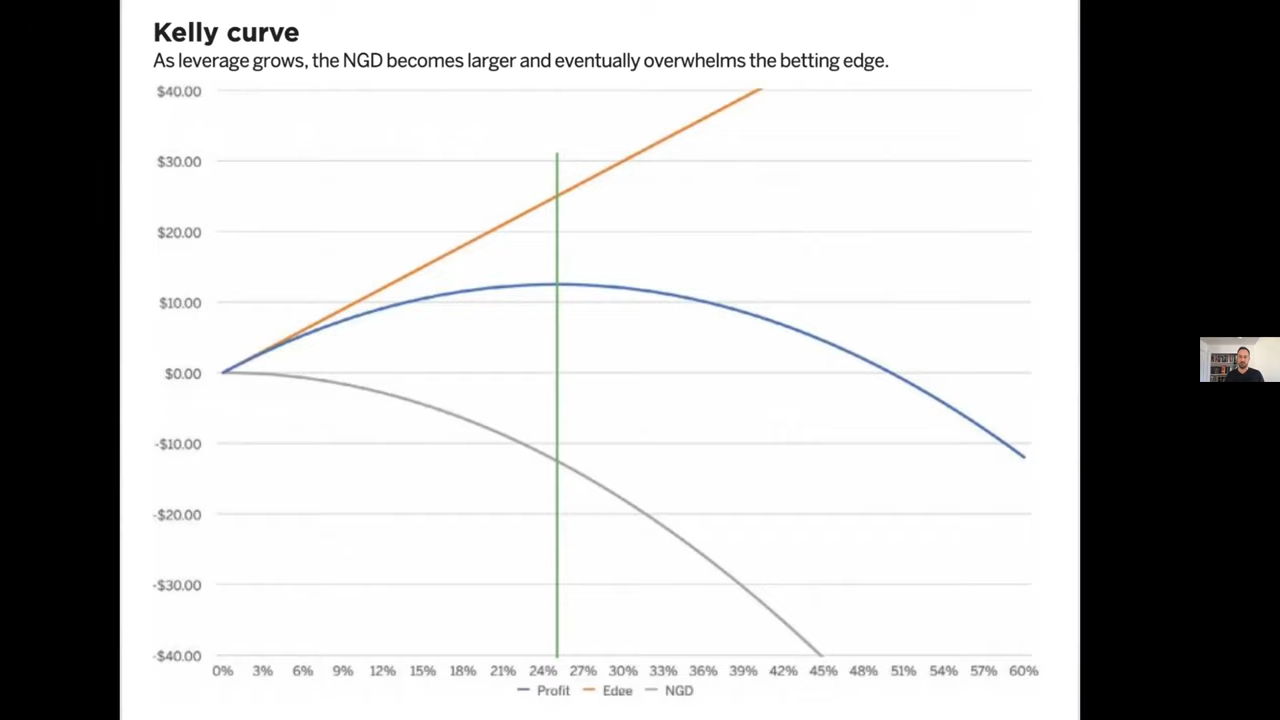 Kelly curve
As leverage grows, the NGD becomes larger and eventually overwhelms the betting edge.
$40.00
$30.00
$20.00
$10.00
$0.00
-$10.00
-$20.00
-$30.00
-$40.00
0% 3% 6% 9% 12% 15% 18% 21% 24% 27% 30% 33% 36% 39% 42% 45% 48% 51% 54% 57% 60%
Profit Edge NGD